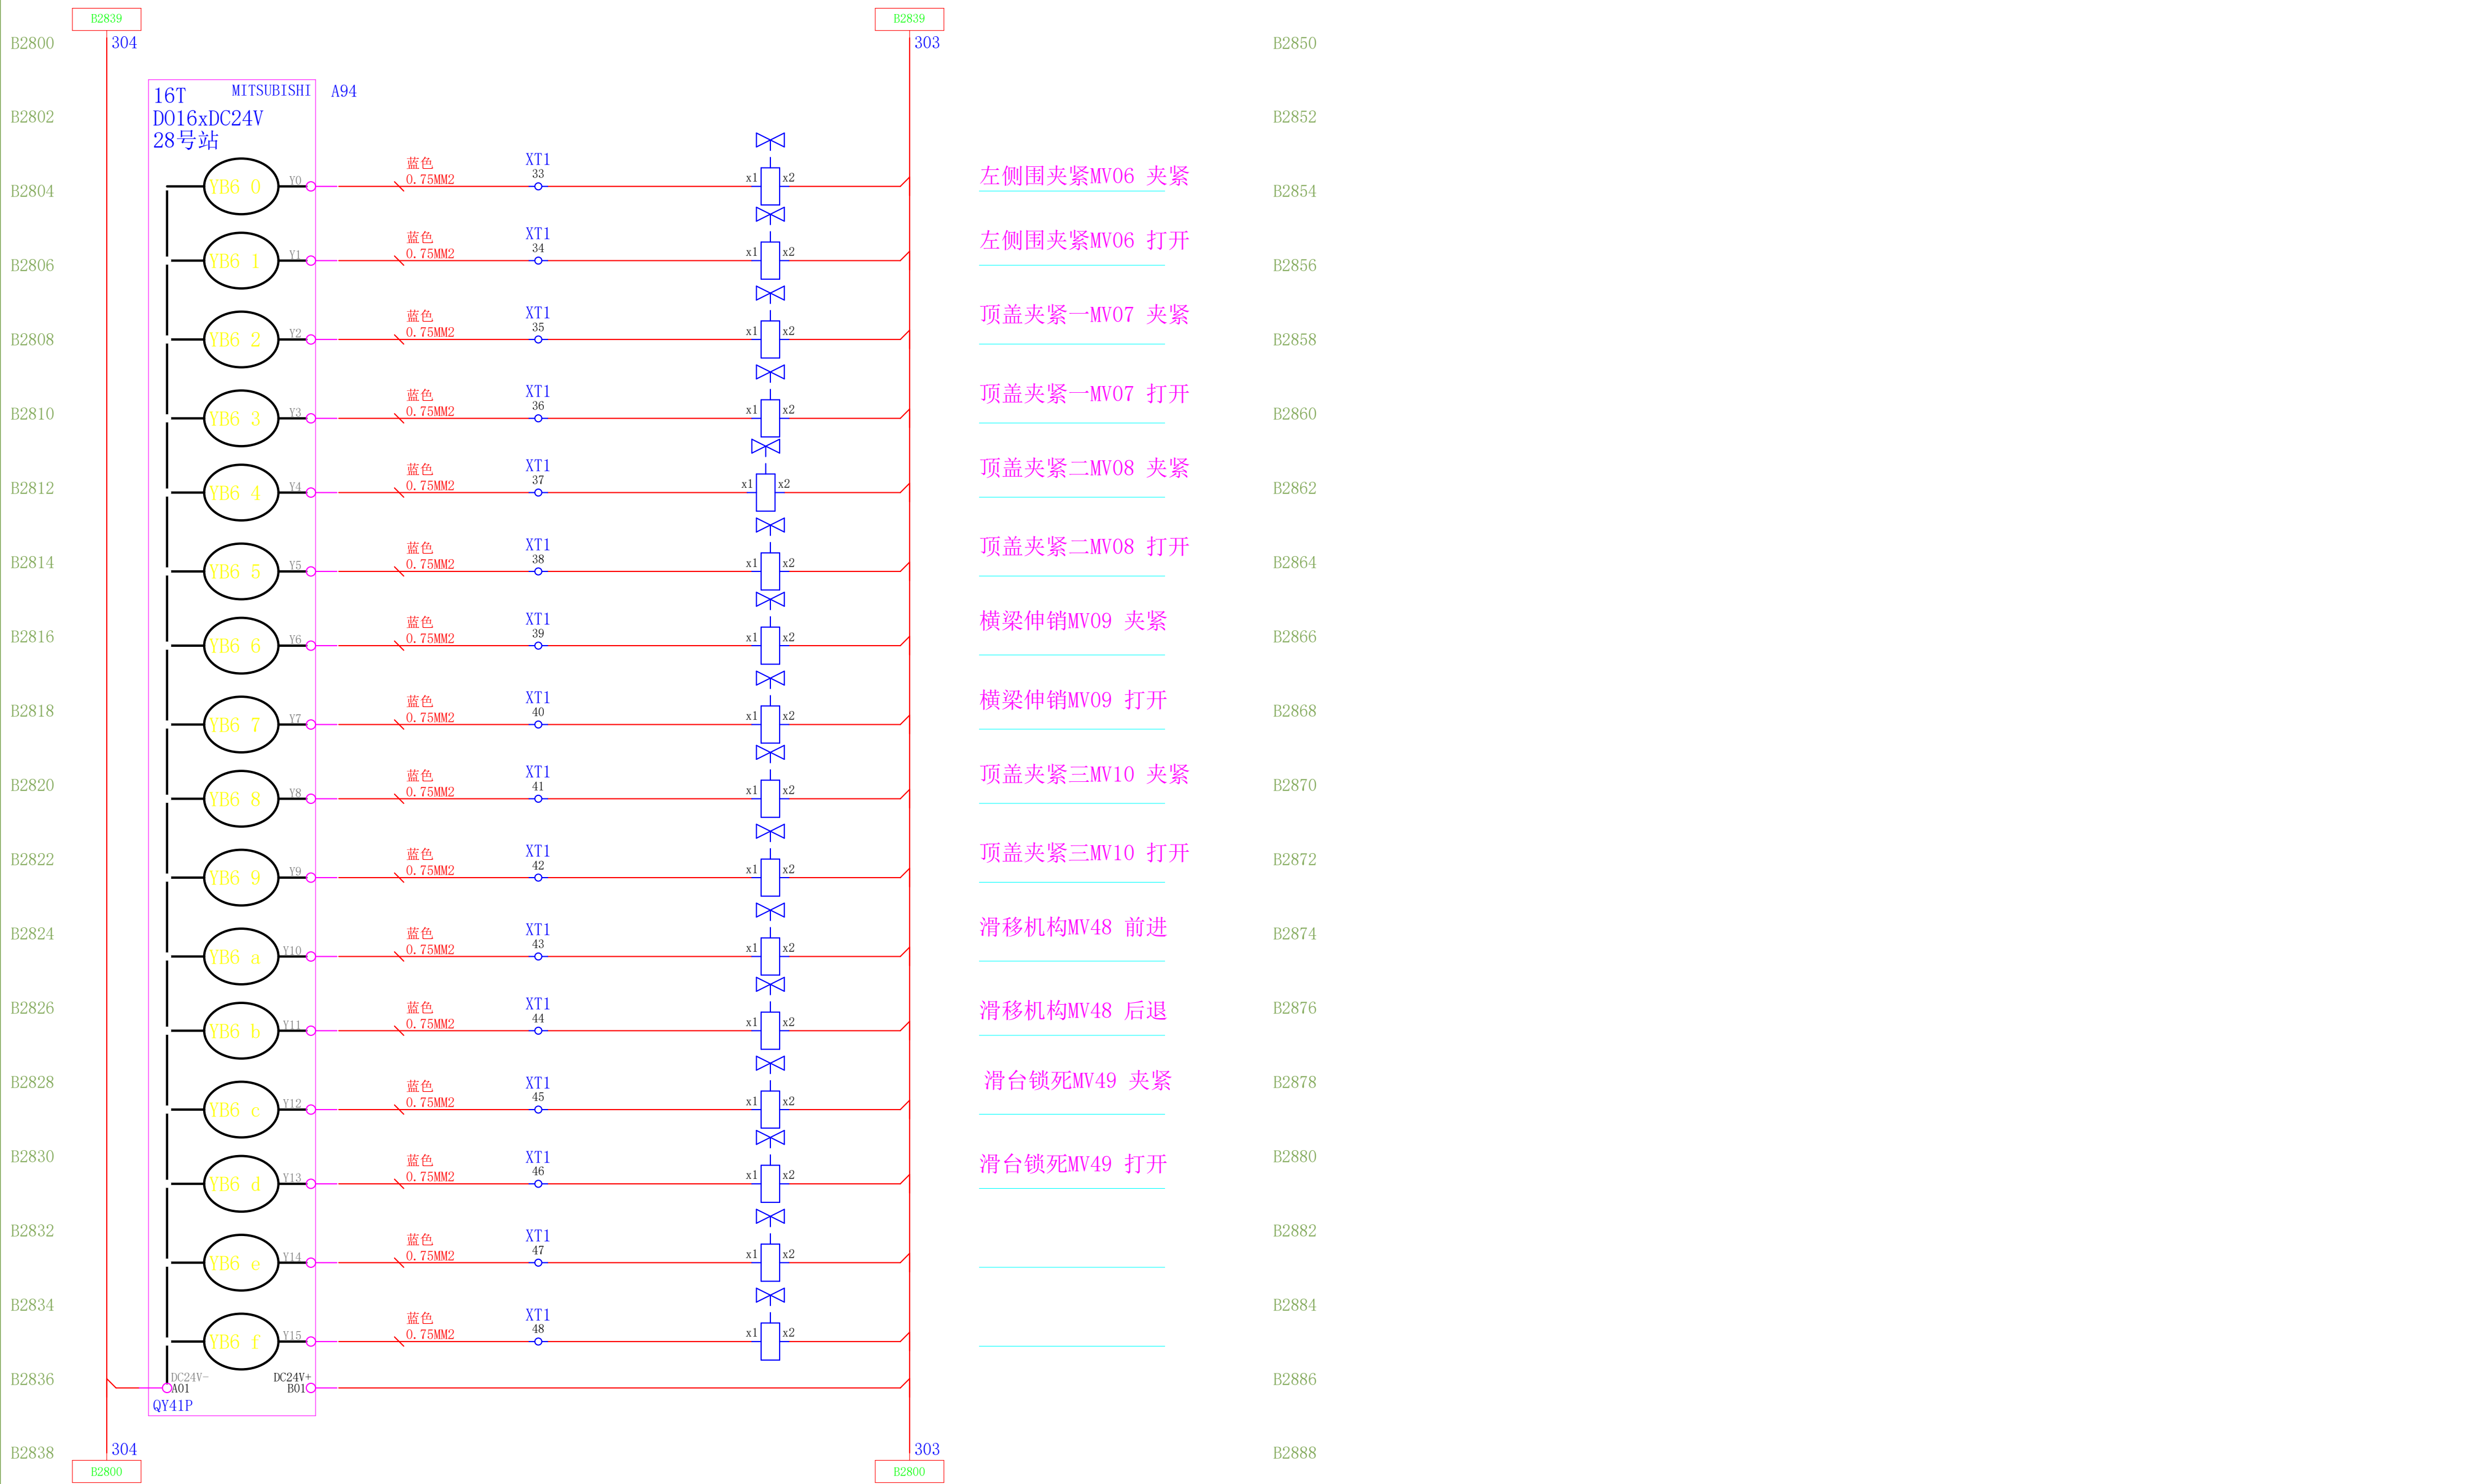 B2839
B2839
B2800
304
303
B2850
16T
MITSUBISHI
A94
B2802
DO16xDC24V
B2852
28号站
B2804
YB6 0
Y0
蓝色
0.75MM2
XT1
33
x1
x2
左侧围夹紧MV06 夹紧
B2854
B2806
YB6 1
Y1
蓝色
0.75MM2
XT1
34
x1
x2
左侧围夹紧MV06 打开
B2856
B2808
YB6 2
Y2
蓝色
0.75MM2
XT1
35
x1
x2
顶盖夹紧一MV07 夹紧
B2858
B2810
YB6 3
Y3
蓝色
0.75MM2
XT1
36
x1
x2
顶盖夹紧一MV07 打开
B2860
B2812
YB6 4
Y4
蓝色
0.75MM2
XT1
37
x1
x2
顶盖夹紧二MV08 夹紧
B2862
B2814
YB6 5
Y5
蓝色
0.75MM2
XT1
38
x1
x2
顶盖夹紧二MV08 打开
B2864
B2816
YB6 6
Y6
蓝色
0.75MM2
XT1
39
x1
x2
横梁伸销MV09 夹紧
B2866
B2818
YB6 7
Y7
蓝色
0.75MM2
XT1
40
x1
x2
横梁伸销MV09 打开
B2868
B2820
YB6 8
Y8
蓝色
0.75MM2
XT1
41
x1
x2
顶盖夹紧三MV10 夹紧
B2870
B2822
YB6 9
Y9
蓝色
0.75MM2
XT1
42
x1
x2
顶盖夹紧三MV10 打开
B2872
B2824
YB6 a
Y10
蓝色
0.75MM2
XT1
43
x1
x2
滑移机构MV48 前进
B2874
B2826
YB6 b
Y11
蓝色
0.75MM2
XT1
44
x1
x2
滑移机构MV48 后退
B2876
B2828
YB6 c
Y12
蓝色
0.75MM2
XT1
45
x1
x2
滑台锁死MV49 夹紧
B2878
B2830
YB6 d
Y13
蓝色
0.75MM2
XT1
46
x1
x2
滑台锁死MV49 打开
B2880
B2832
YB6 e
Y14
蓝色
0.75MM2
XT1
47
x1
x2
B2882
B2834
YB6 f
Y15
蓝色
0.75MM2
XT1
48
x1
x2
B2884
B2836
DC24V-
A01
DC24V+
B01
B2886
QY41P
B2838
304
303
B2888
B2800
B2800